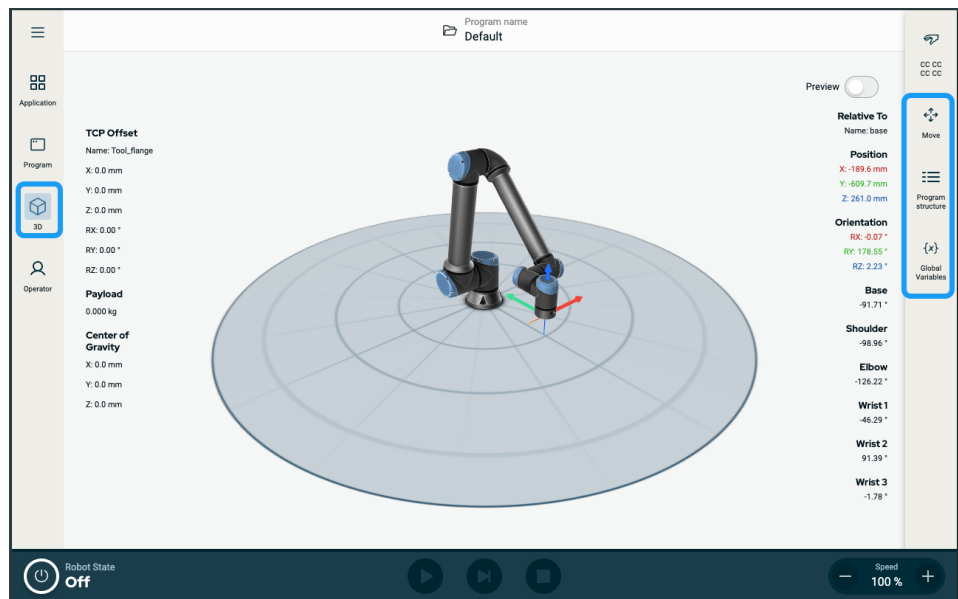 Program name
Default
Application
Program
3D
Operator
TCP Offset
Name: Tool_flange
X: 0.0 mm
Y: 0.0 mm
Z: 0.0 mm
RX: 0.00 °
RY: 0.00 °
RZ: 0.00 °
Payload
0.000 kg
Center of
Gravity
X: 0.0 mm
Y: 0.0 mm
Z: 0.0 mm
Preview
Relative To
Name: base
Position
X: -189.6 mm
Y: -609.7 mm
Z: 261.0 mm
Orientation
RX: -0.07 °
RY: 178.55 °
RZ: 2.23 °
Base
-91.71 °
Shoulder
-98.96 °
Elbow
-126.22 °
Wrist 1
-46.29 °
Wrist 2
91.39 °
Wrist 3
-1.78 °
CC CC
CC CC
Move
Program
structure
{x}
Global
Variables
Robot State
Off
Speed
100 %